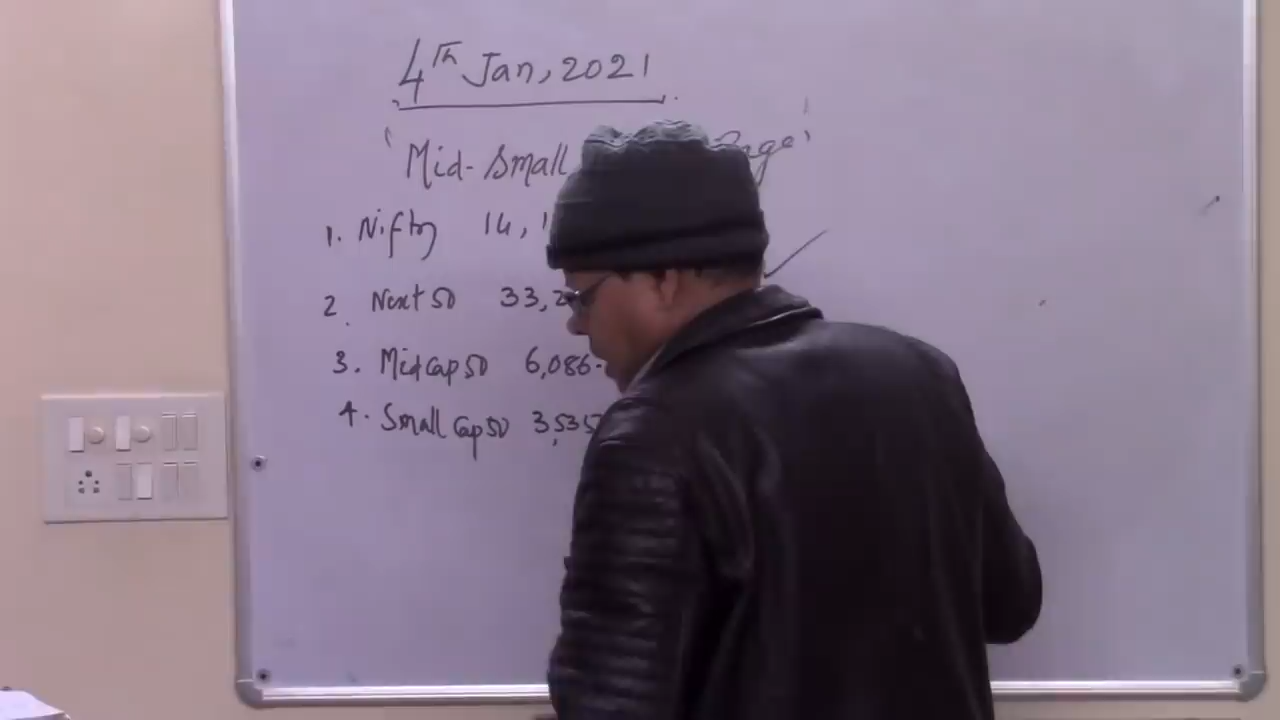 4th Jan, 2021
'Mid-Small
1. Nifty 14, 1
2. Next 50 33,2
3. Midcap 50 6,086.
4. Small Cap 50 3,535